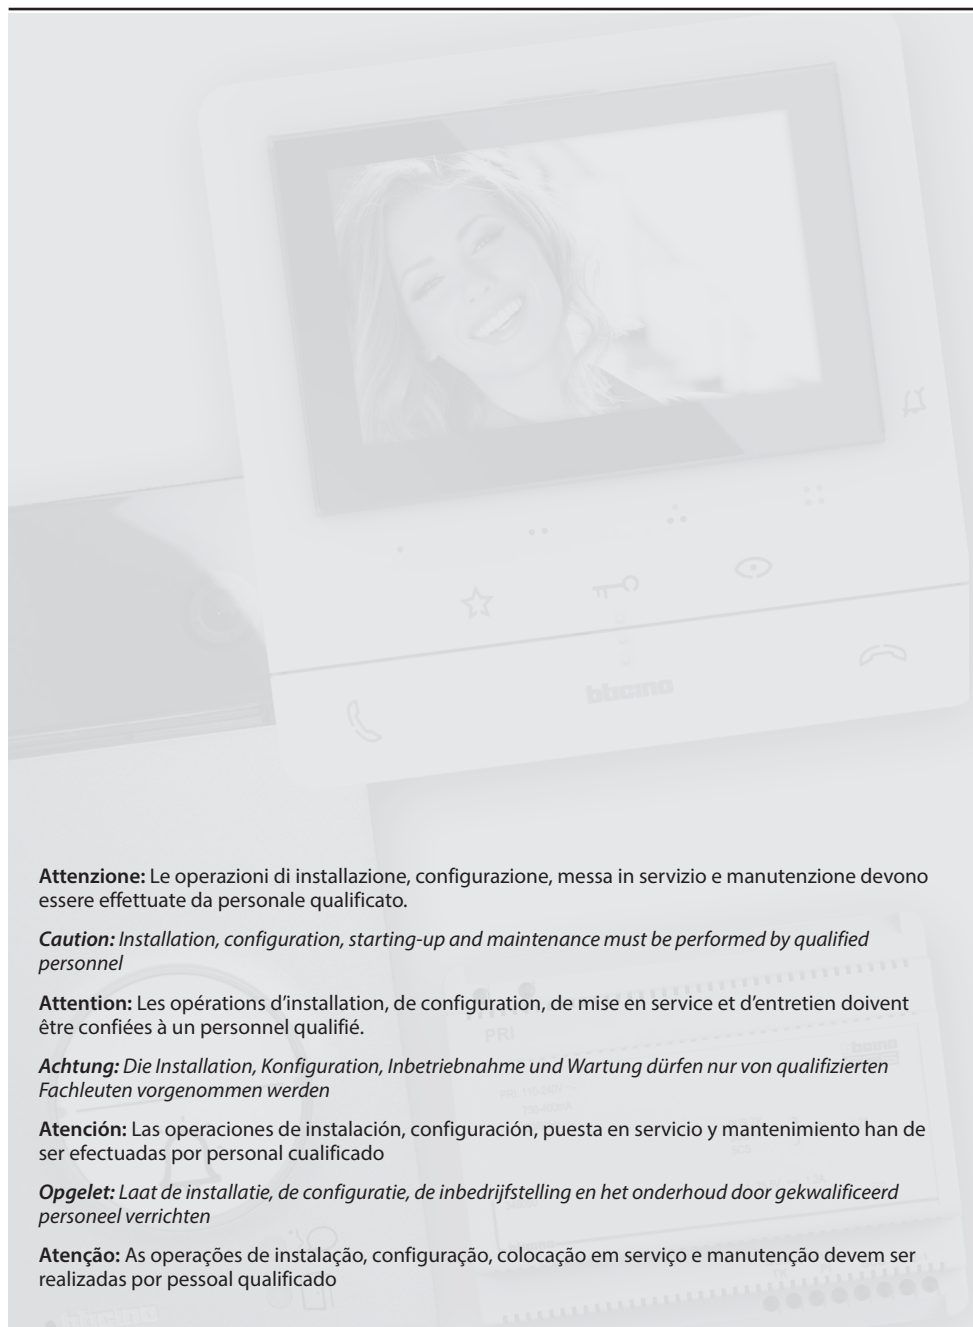 bticino
Attenzione: Le operazioni di installazione, configurazione, messa in servizio e manutenzione devono
essere effettuate da personale qualificato.
Caution: Installation, configuration, starting-up and maintenance must be performed by qualified
personnel
Attention: Les opérations d’installation, de configuration, de mise en service et d’entretien doivent
être confiées à un personnel qualifié.
PRI
Achtung: Die Installation, Konfiguration, Inbetriebnahme und Wartung dürfen nur von qualifizierten
Fachleuten vorgenommen werden
Atención: Las operaciones de instalación, configuración, puesta en servicio y mantenimiento han de
ser efectuadas por personal cualificado
Opgelet: Laat de installatie, de configuratie, de inbedrijfstelling en het onderhoud door gekwalificeerd
personeel verrichten
Atenção: As operações de instalação, configuração, colocação em serviço e manutenção devem ser
realizadas por pessoal qualificado